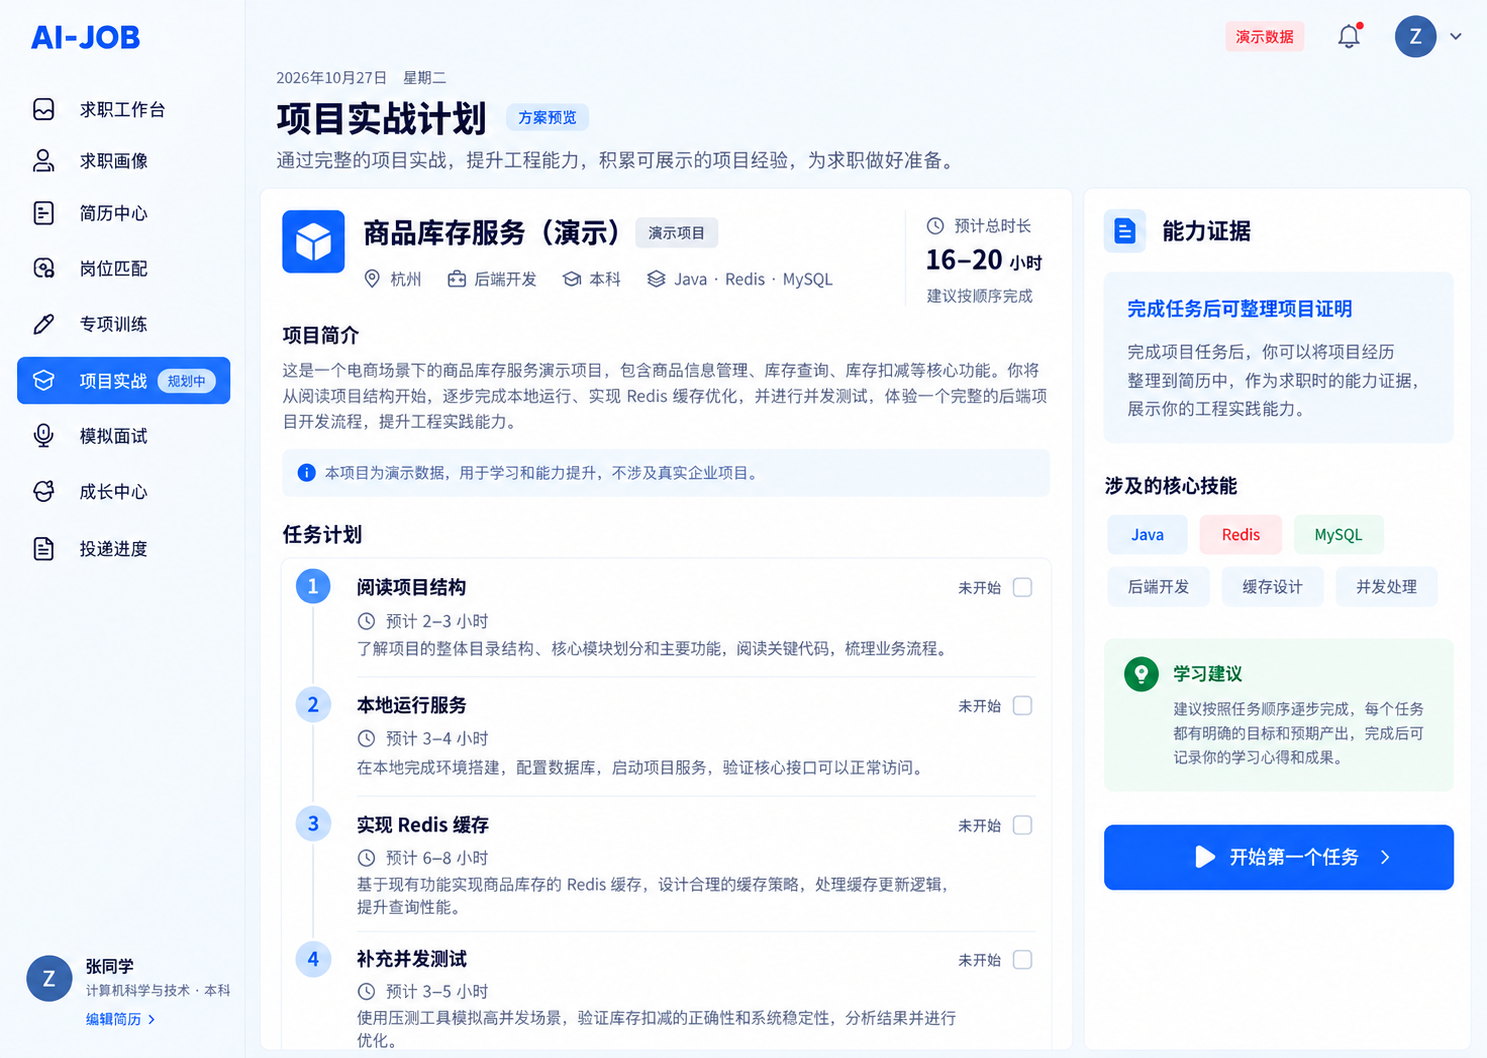 AI-JOB
求职工作台
求职画像
简历中心
岗位匹配
专项训练
项目实战 规划中
模拟面试
成长中心
投递进度
Z
张同学
计算机科学与技术 · 本科
编辑简历
演示数据
Z
2026年10月27日 星期二
项目实战计划 方案预览
通过完整的项目实战，提升工程能力，积累可展示的项目经验，为求职做好准备。
商品库存服务（演示） 演示项目
杭州 后端开发 本科 Java · Redis · MySQL
预计总时长
16–20 小时
建议按顺序完成
项目简介
这是一个电商场景下的商品库存服务演示项目，包含商品信息管理、库存查询、库存扣减等核心功能。你将
从阅读项目结构开始，逐步完成本地运行、实现 Redis 缓存优化，并进行并发测试，体验一个完整的后端项
目开发流程，提升工程实践能力。
本项目为演示数据，用于学习和能力提升，不涉及真实企业项目。
任务计划
1 阅读项目结构 未开始
预计 2–3 小时
了解项目的整体目录结构、核心模块划分和主要功能，阅读关键代码，梳理业务流程。
2 本地运行服务 未开始
预计 3–4 小时
在本地完成环境搭建，配置数据库，启动项目服务，验证核心接口可以正常访问。
3 实现 Redis 缓存 未开始
预计 6–8 小时
基于现有功能实现商品库存的 Redis 缓存，设计合理的缓存策略，处理缓存更新逻辑，
提升查询性能。
4 补充并发测试 未开始
预计 3–5 小时
使用压测工具模拟高并发场景，验证库存扣减的正确性和系统稳定性，分析结果并进行
优化。
能力证据
完成任务后可整理项目证明
完成项目任务后，你可以将项目经历
整理到简历中，作为求职时的能力证据，
展示你的工程实践能力。
涉及的核心技能
Java Redis MySQL
后端开发 缓存设计 并发处理
学习建议
建议按照任务顺序逐步完成，每个任务
都有明确的目标和预期产出，完成后可
记录你的学习心得和成果。
开始第一个任务